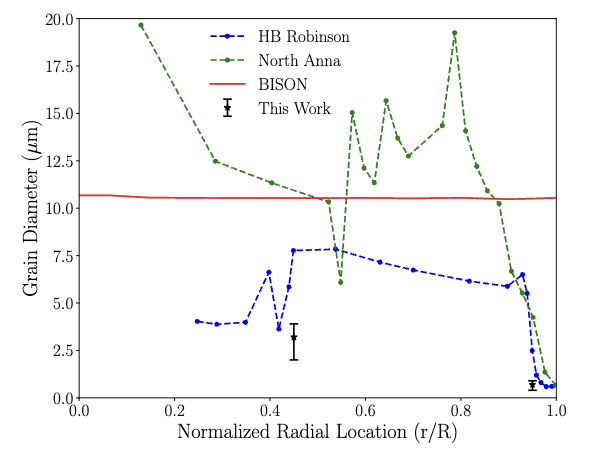 20.0
17.5
15.0
12.5
10.0
7.5
5.0
2.5
0.0
Grain Diameter (μm)
HB Robinson
North Anna
BISON
This Work
0.0 0.2 0.4 0.6 0.8 1.0
Normalized Radial Location (r/R)